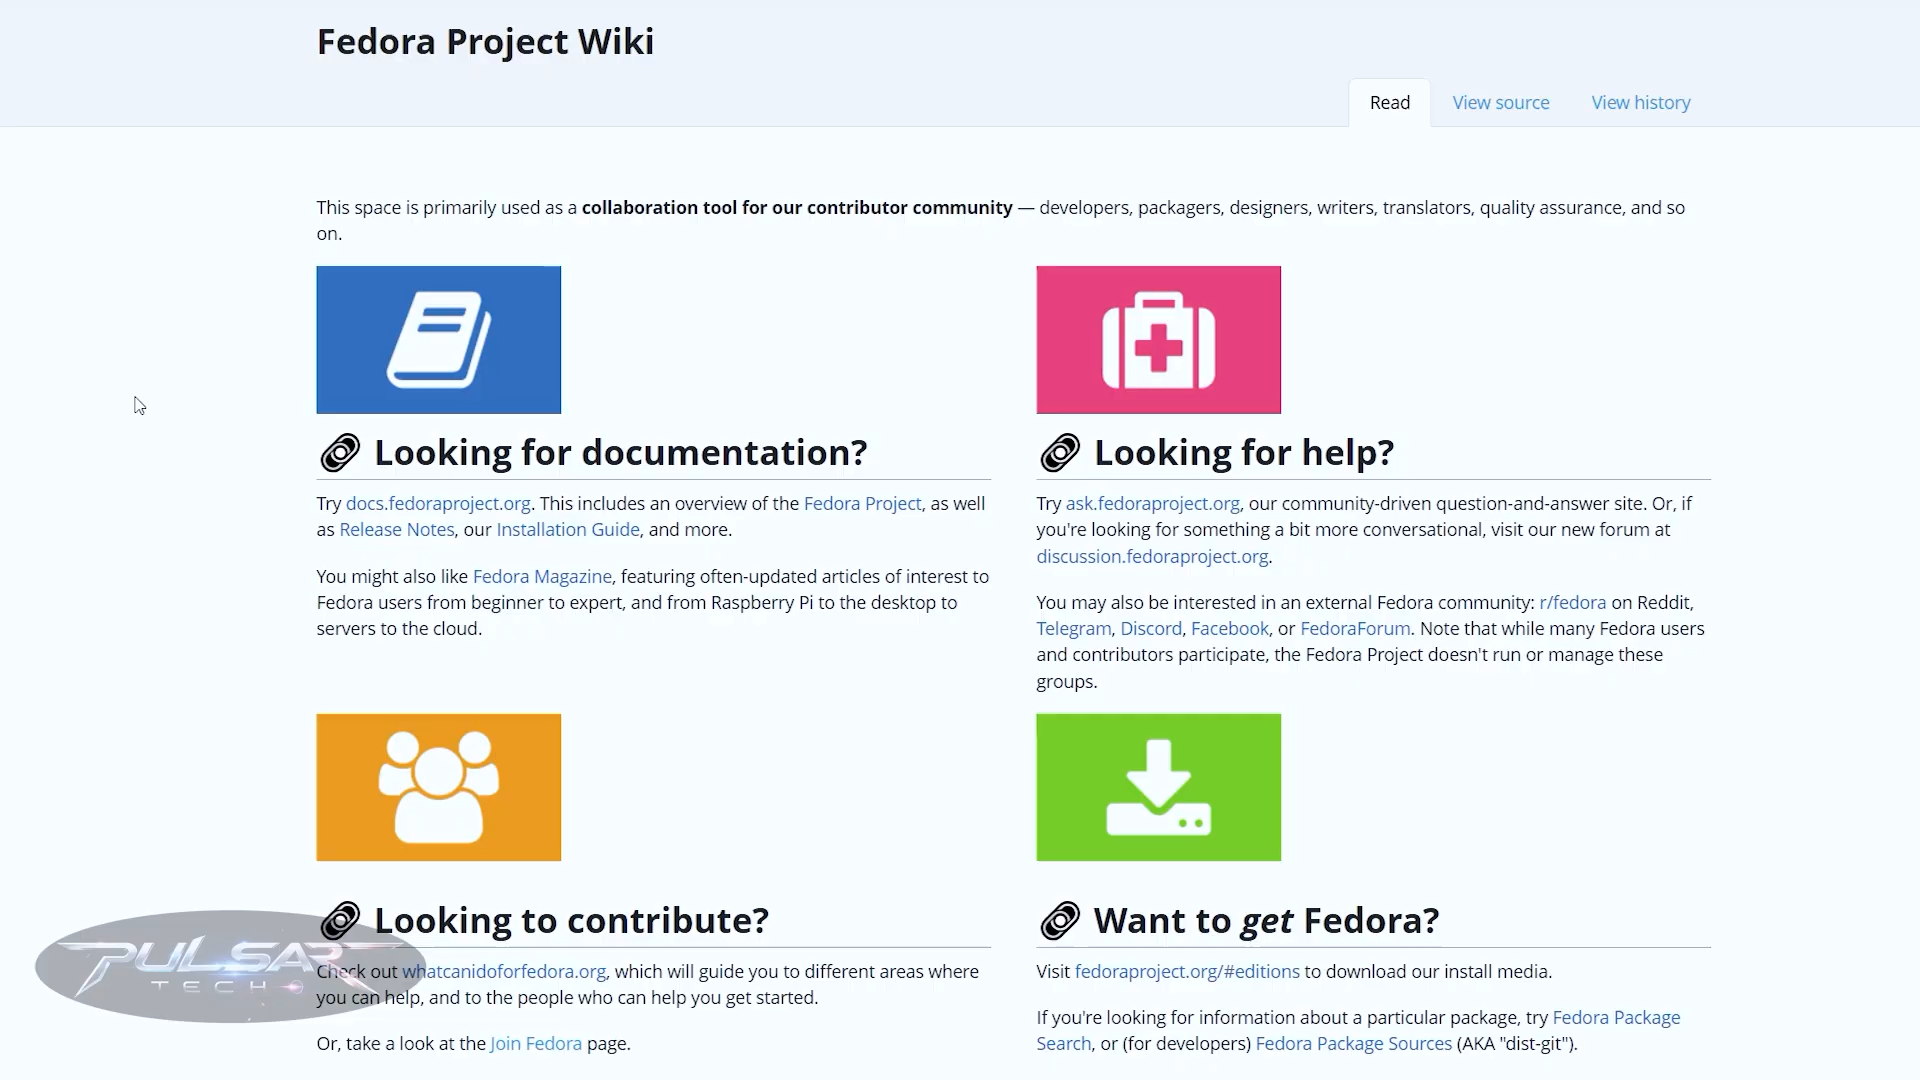 Fedora Project Wiki
Read View source View history
This space is primarily used as a collaboration tool for our contributor community — developers, packagers, designers, writers, translators, quality assurance, and so
on.
Looking for documentation?
Try docs.fedoraproject.org. This includes an overview of the Fedora Project, as well
as Release Notes, our Installation Guide, and more.
You might also like Fedora Magazine, featuring often-updated articles of interest to
Fedora users from beginner to expert, and from Raspberry Pi to the desktop to
servers to the cloud.
Looking for help?
Try ask.fedoraproject.org, our community-driven question-and-answer site. Or, if
you're looking for something a bit more conversational, visit our new forum at
discussion.fedoraproject.org.
You may also be interested in an external Fedora community: r/fedora on Reddit,
Telegram, Discord, Facebook, or FedoraForum. Note that while many Fedora users
and contributors participate, the Fedora Project doesn't run or manage these
groups.
Looking to contribute?
Check out whatcanidoforfedora.org, which will guide you to different areas where
you can help, and to the people who can help you get started.
Or, take a look at the Join Fedora page.
Want to get Fedora?
Visit fedoraproject.org/#editions to download our install media.
If you're looking for information about a particular package, try Fedora Package
Search, or (for developers) Fedora Package Sources (AKA "dist-git").
PULSAR
TECH